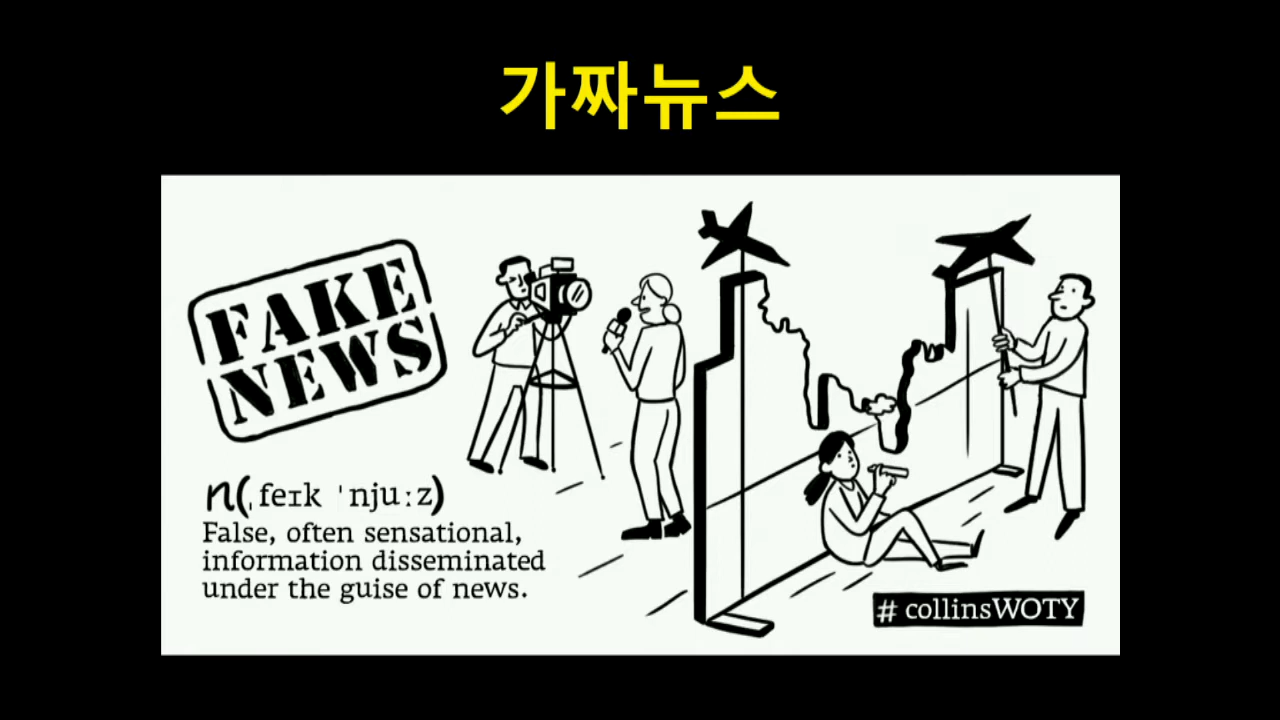 가짜뉴스
FAKE
NEWS
n(ˌfeɪk ˈnjuːz)
False, often sensational,
information disseminated
under the guise of news.
# collinsWOTY